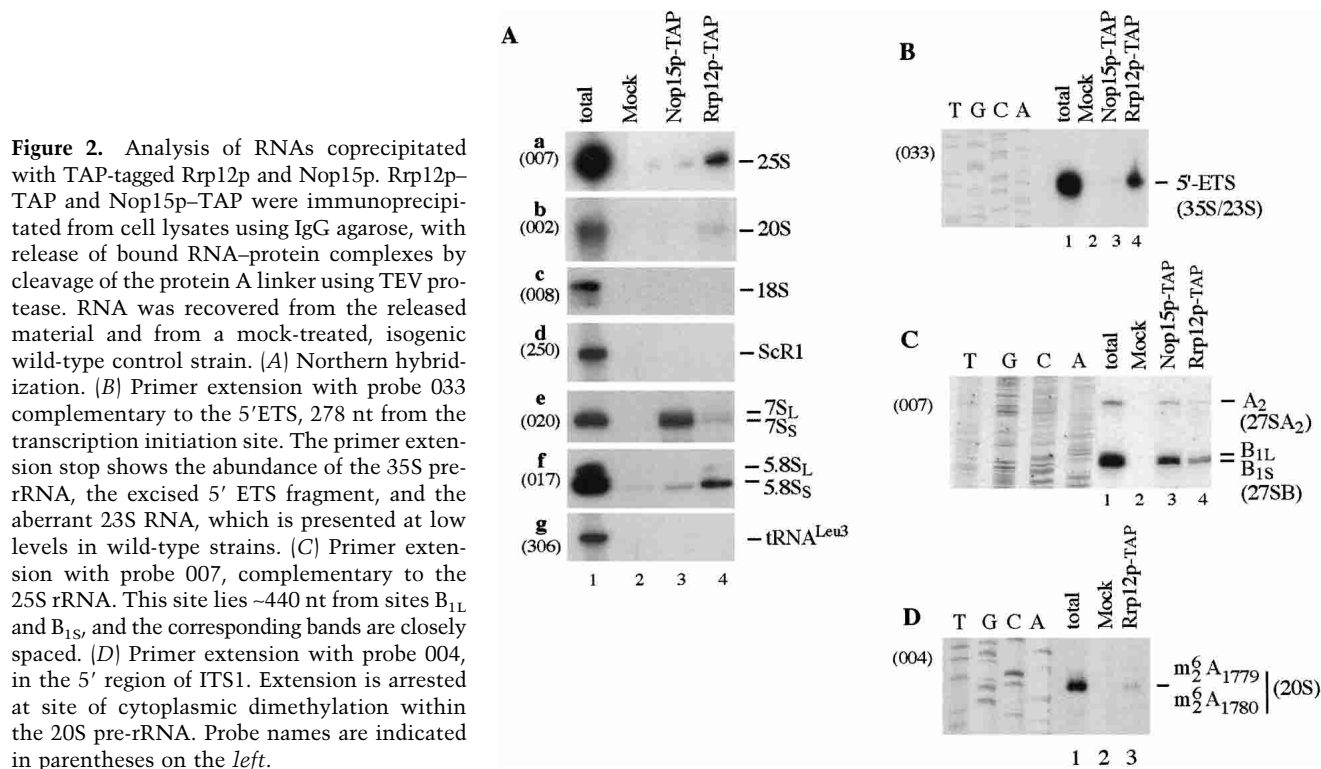 Figure 2. Analysis of RNAs coprecipitated
with TAP-tagged Rrp12p and Nop15p. Rrp12p–
TAP and Nop15p–TAP were immunoprecipi-
tated from cell lysates using IgG agarose, with
release of bound RNA–protein complexes by
cleavage of the protein A linker using TEV pro-
tease. RNA was recovered from the released
material and from a mock-treated, isogenic
wild-type control strain. (A) Northern hybrid-
ization. (B) Primer extension with probe 033
complementary to the 5'ETS, 278 nt from the
transcription initiation site. The primer exten-
sion stop shows the abundance of the 35S pre-
rRNA, the excised 5' ETS fragment, and the
aberrant 23S RNA, which is presented at low
levels in wild-type strains. (C) Primer exten-
sion with probe 007, complementary to the
25S rRNA. This site lies ~440 nt from sites B1L
and B1S, and the corresponding bands are closely
spaced. (D) Primer extension with probe 004,
in the 5' region of ITS1. Extension is arrested
at site of cytoplasmic dimethylation within
the 20S pre-rRNA. Probe names are indicated
in parentheses on the left.
A
total
Mock
Nop15p-TAP
Rrp12p-TAP
a
(007)
25S
b
(002)
20S
c
(008)
18S
d
(250)
ScR1
e
(020)
7SL
7SS
f
(017)
5.8SL
5.8SS
g
(306)
tRNALeu3
1 2 3 4
B
T G C A
total
Mock
Nop15p-TAP
Rrp12p-TAP
(033)
5'-ETS
(35S/23S)
1 2 3 4
C
T G C A
total
Mock
Nop15p-TAP
Rrp12p-TAP
(007)
A2
(27SA2)
B1L
B1S
(27SB)
1 2 3 4
D
T G C A
total
Mock
Rrp12p-TAP
(004)
m62A1779
m62A1780
(20S)
1 2 3